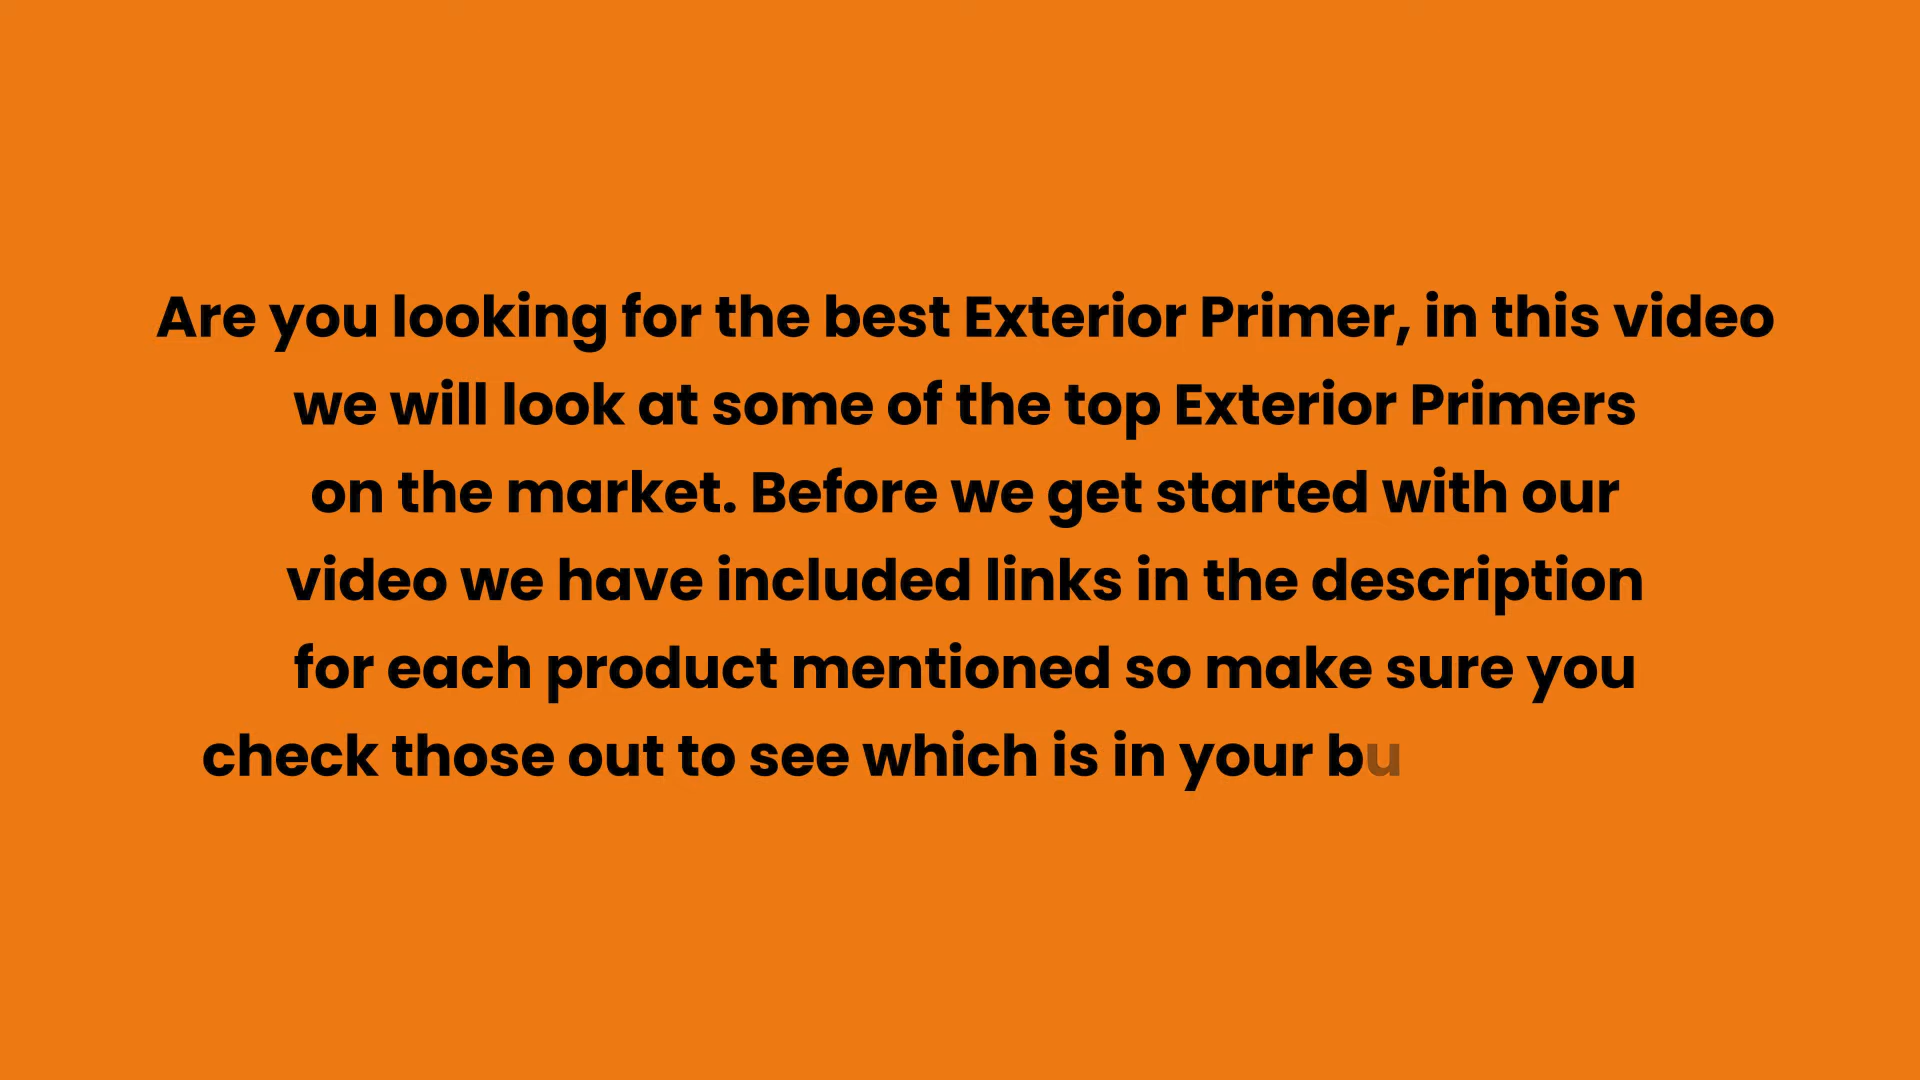 Are you looking for the best Exterior Primer, in this video
we will look at some of the top Exterior Primers
on the market. Before we get started with our
video we have included links in the description
for each product mentioned so make sure you
check those out to see which is in your bu